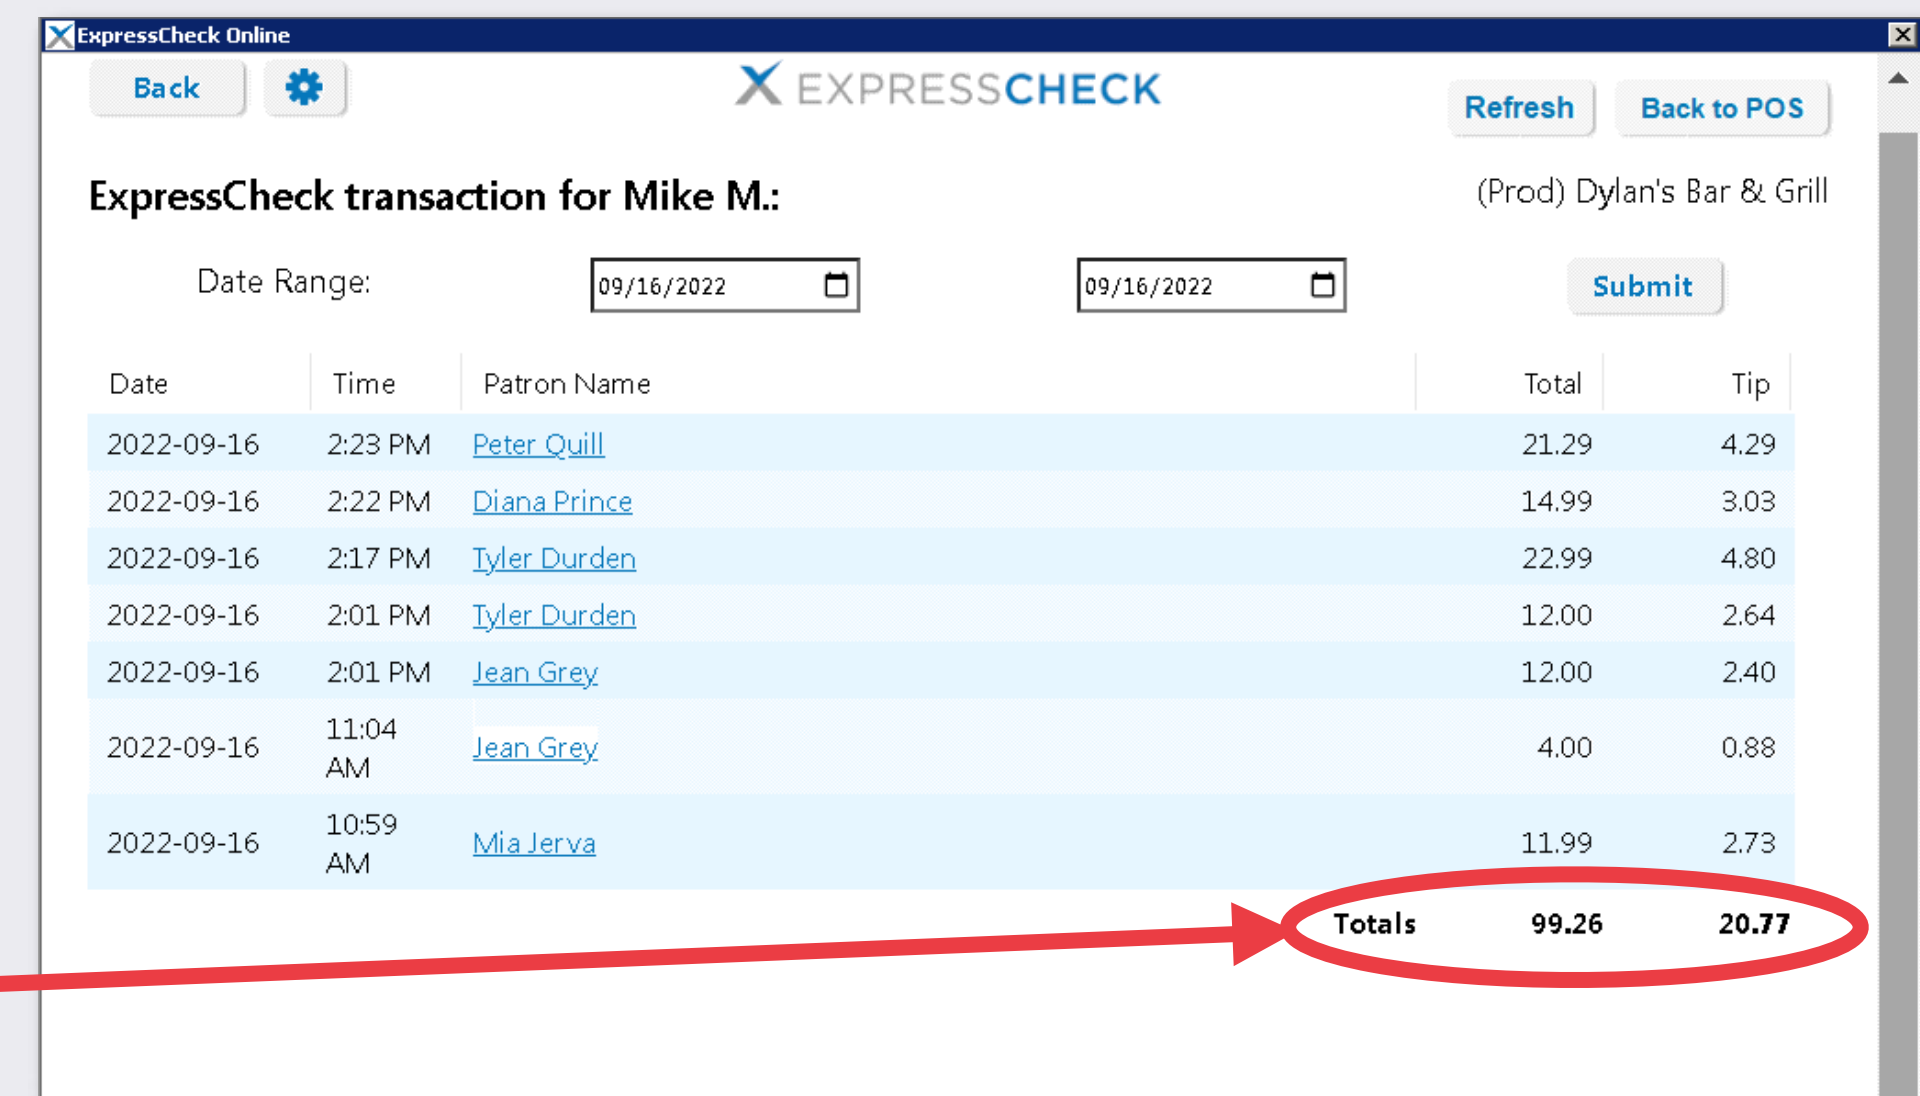 ExpressCheck Online
Back
EXPRESSCHECK
Refresh
Back to POS
ExpressCheck transaction for Mike M.:
(Prod) Dylan's Bar & Grill
Date Range:
09/16/2022
09/16/2022
Submit
Date Time Patron Name Total Tip
2022-09-16 2:23 PM Peter Quill 21.29 4.29
2022-09-16 2:22 PM Diana Prince 14.99 3.03
2022-09-16 2:17 PM Tyler Durden 22.99 4.80
2022-09-16 2:01 PM Tyler Durden 12.00 2.64
2022-09-16 2:01 PM Jean Grey 12.00 2.40
2022-09-16 11:04 AM Jean Grey 4.00 0.88
2022-09-16 10:59 AM Mia Jerva 11.99 2.73
Totals 99.26 20.77